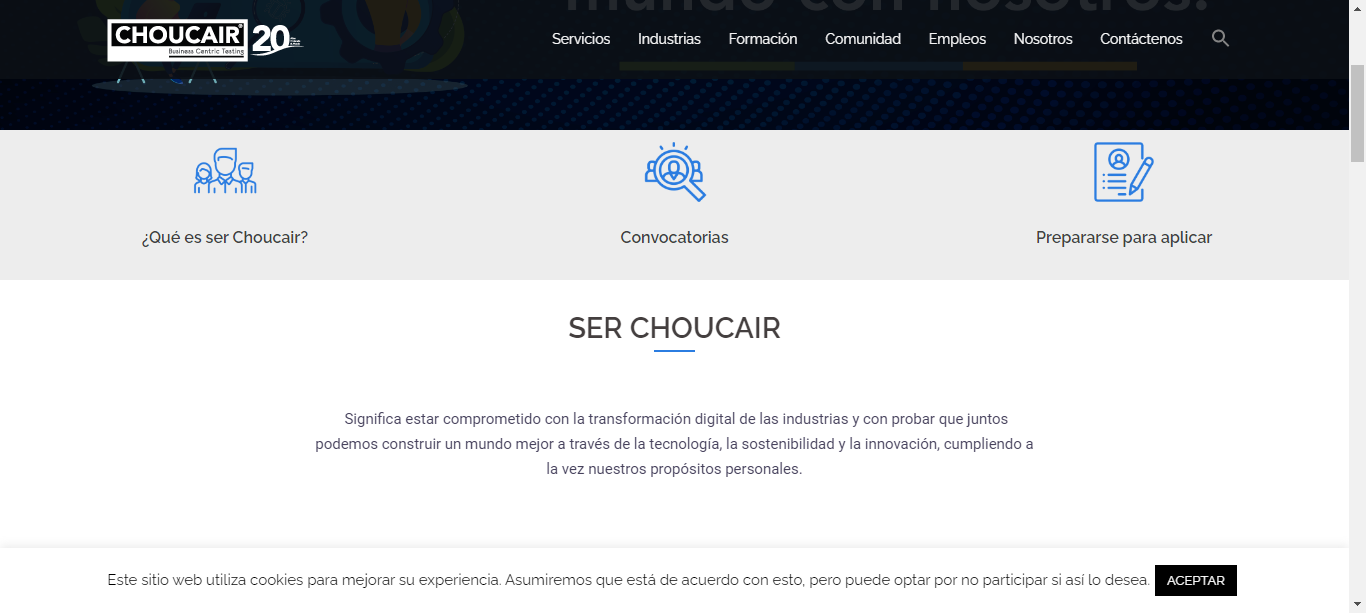 mundo con nosotros.
CHOUCAIR
Business Centric Testing
20
Servicios
Industrias
Formación
Comunidad
Empleos
Nosotros
Contáctenos
¿Qué es ser Choucair?
Convocatorias
Prepararse para aplicar
SER CHOUCAIR
Significa estar comprometido con la transformación digital de las industrias y con probar que juntos
podemos construir un mundo mejor a través de la tecnología, la sostenibilidad y la innovación, cumpliendo a
la vez nuestros propósitos personales.
Este sitio web utiliza cookies para mejorar su experiencia. Asumiremos que está de acuerdo con esto, pero puede optar por no participar si así lo desea.
ACEPTAR